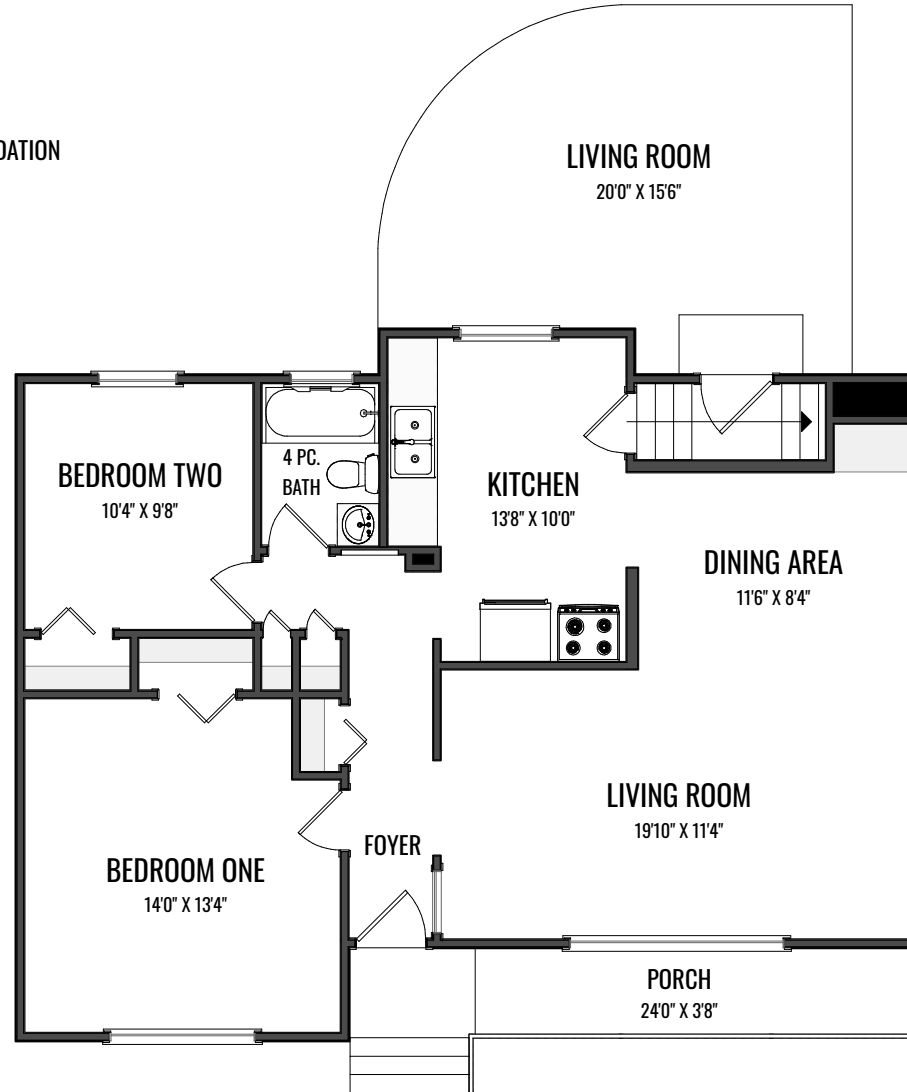 LIVING ROOM
20'0" X 15'6"
BEDROOM TWO
10'4" X 9'8"
4 PC.
BATH
KITCHEN
13'8" X 10'0"
DINING AREA
11'6" X 8'4"
LIVING ROOM
19'10" X 11'4"
FOYER
BEDROOM ONE
14'0" X 13'4"
PORCH
24'0" X 3'8"